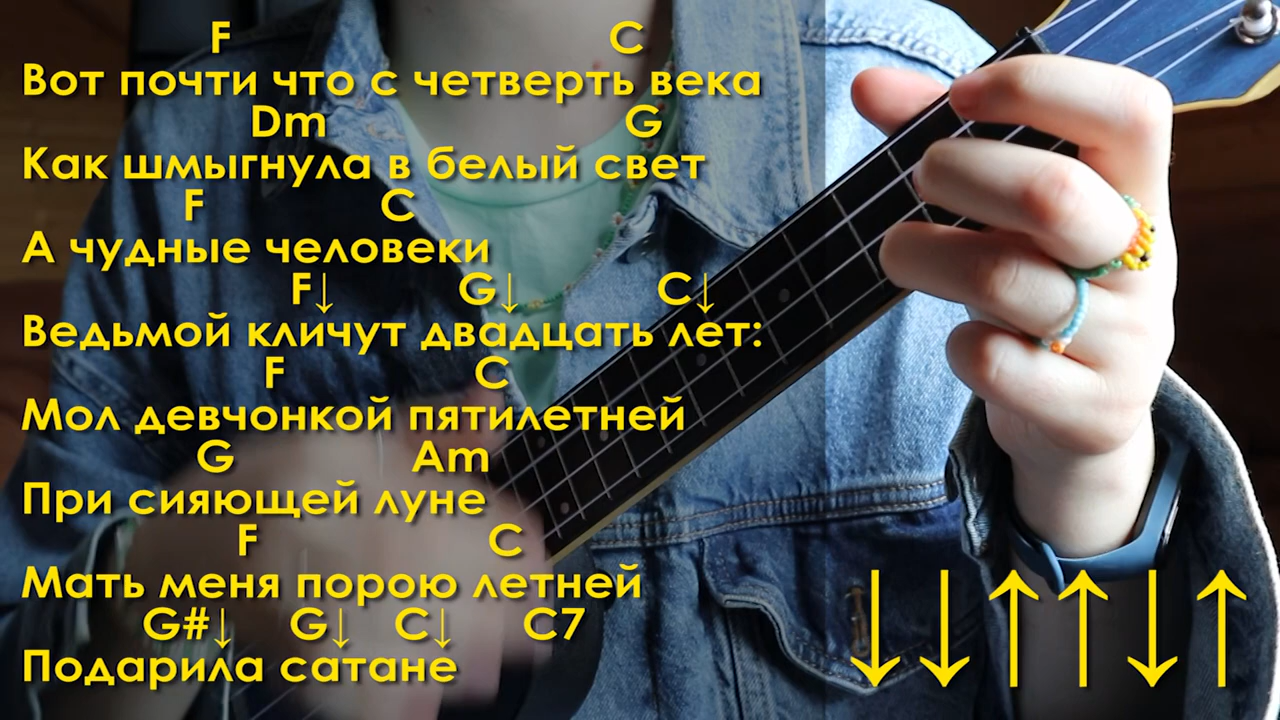 F C
Вот почти что с четверть века
Dm G
Как шмыгнула в белый свет
F C
А чудные человеки
F↓ G↓ C↓
Ведьмой кличут двадцать лет:
F C
Мол девчонкой пятилетней
G Am
При сияющей луне
F C
Мать меня порою летней
G#↓ G↓ C↓ C7
Подарила сатане
↓↓↑↑↓↑